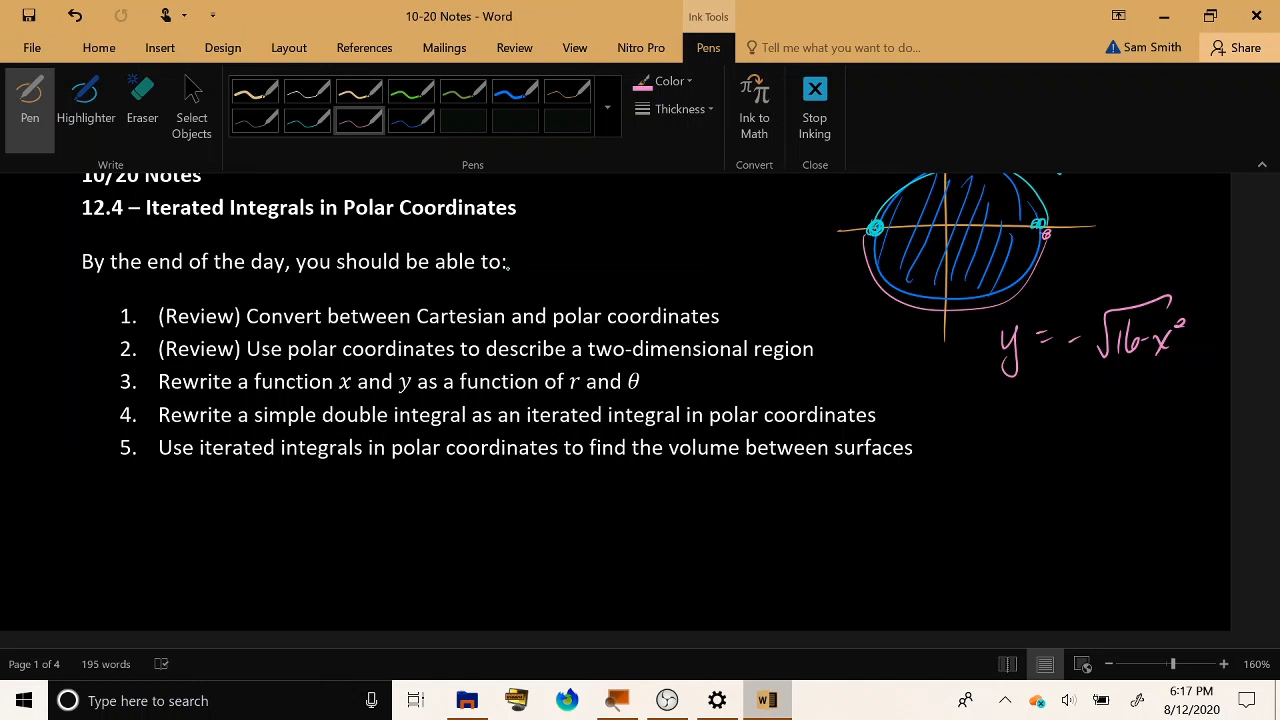 10-20 Notes - Word
Ink Tools
File Home Insert Design Layout References Mailings Review View Nitro Pro Pens Tell me what you want to do... Sam Smith Share
Pen Highlighter Eraser Select Objects
Color
Thickness
Ink to Math
Stop Inking
Write Pens Convert Close
10/20 Notes
12.4 – Iterated Integrals in Polar Coordinates
By the end of the day, you should be able to:
1. (Review) Convert between Cartesian and polar coordinates
2. (Review) Use polar coordinates to describe a two-dimensional region
3. Rewrite a function x and y as a function of r and θ
4. Rewrite a simple double integral as an iterated integral in polar coordinates
5. Use iterated integrals in polar coordinates to find the volume between surfaces
y = - √16-x²
Page 1 of 4 195 words 160%
Type here to search
6:17 PM
8/12/2020